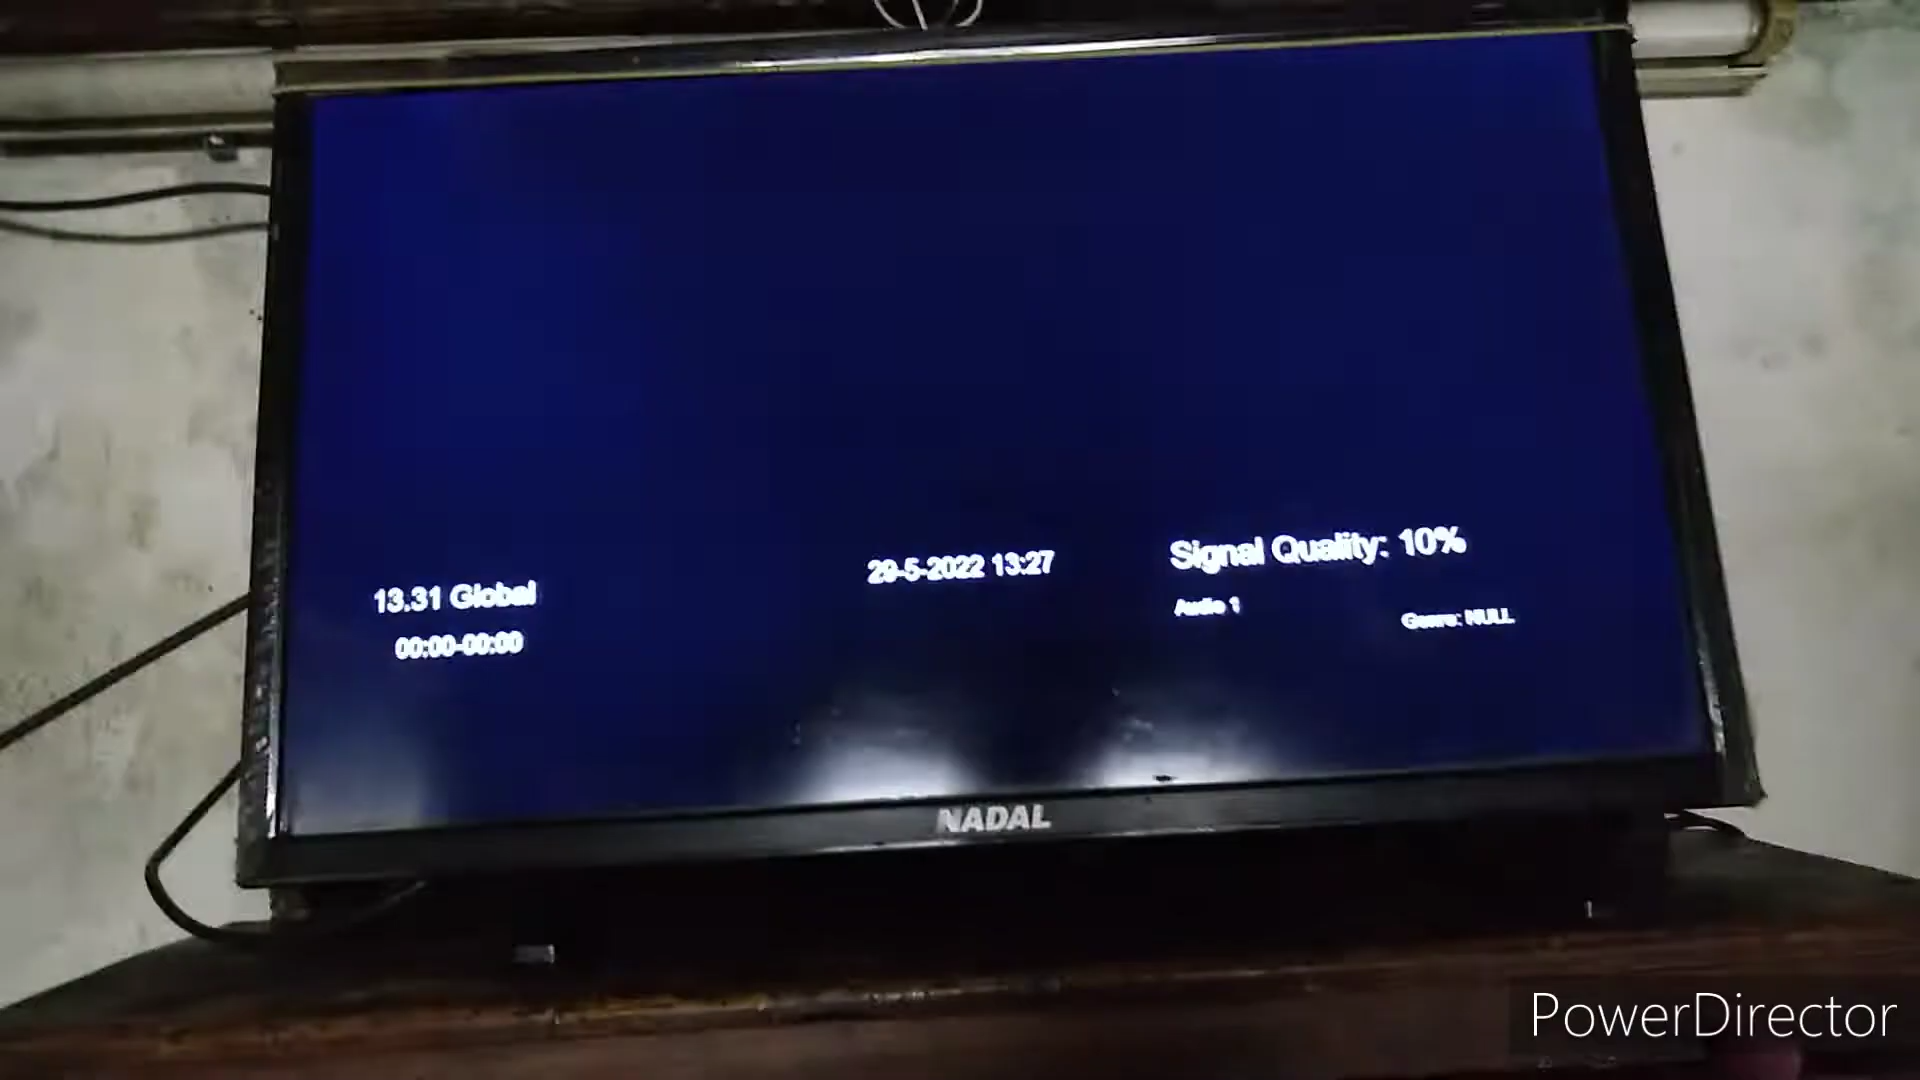 13.31 Global
00:00-00:00
29-5-2022 13:27
Signal Quality: 10%
Audio 1
Genre: NULL
NADAL
PowerDirector